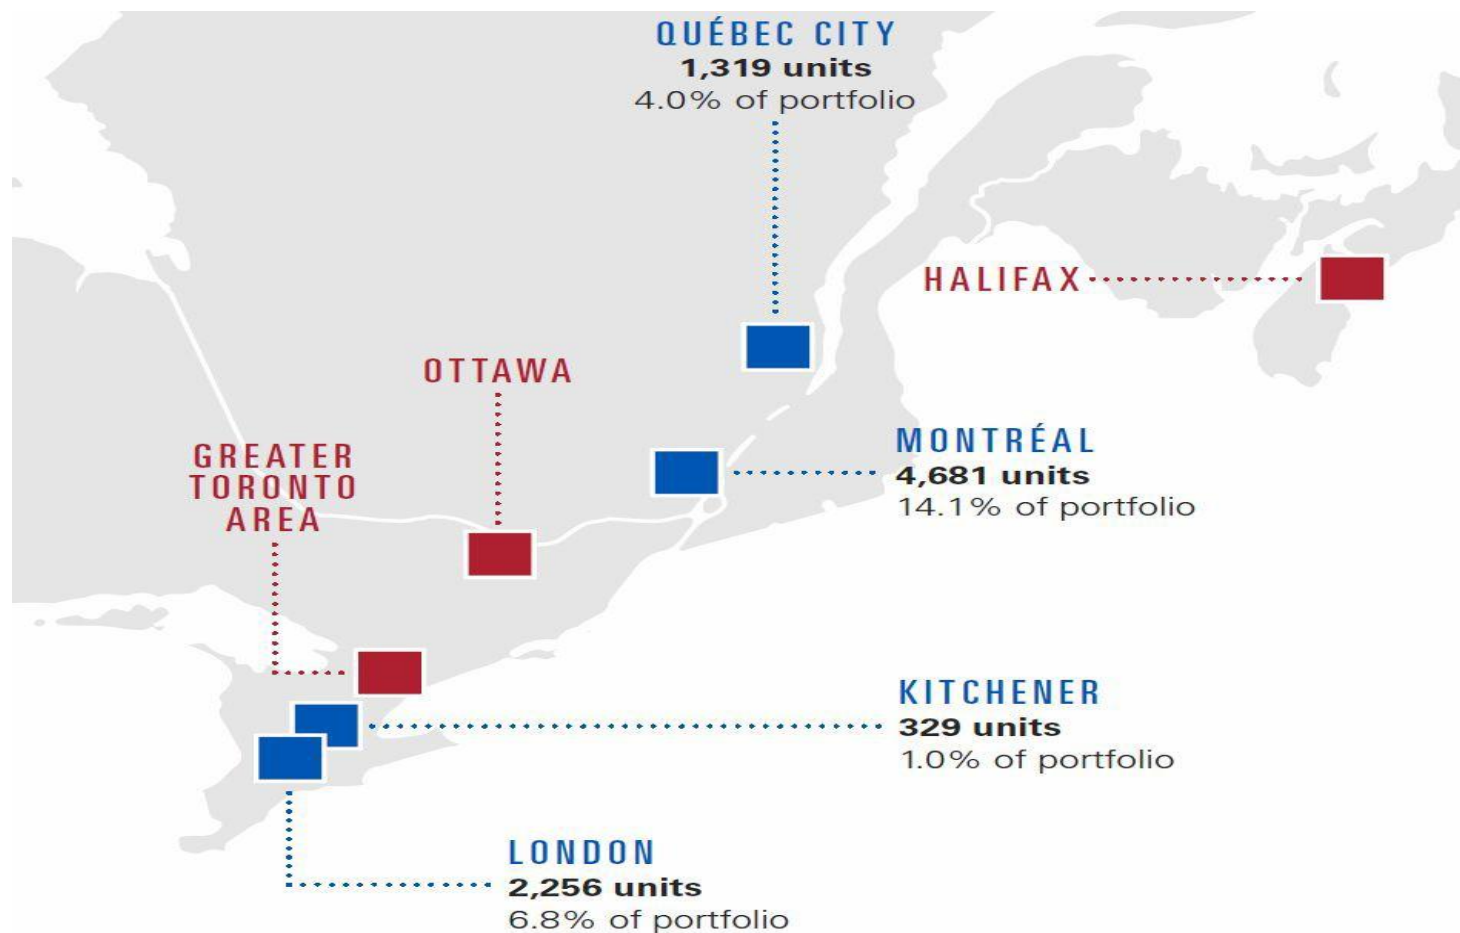 QUÉBEC CITY
1,319 units
4.0% of portfolio
HALIFAX
OTTAWA
MONTRÉAL
4,681 units
14.1% of portfolio
GREATER
TORONTO
AREA
KITCHENER
329 units
1.0% of portfolio
LONDON
2,256 units
6.8% of portfolio